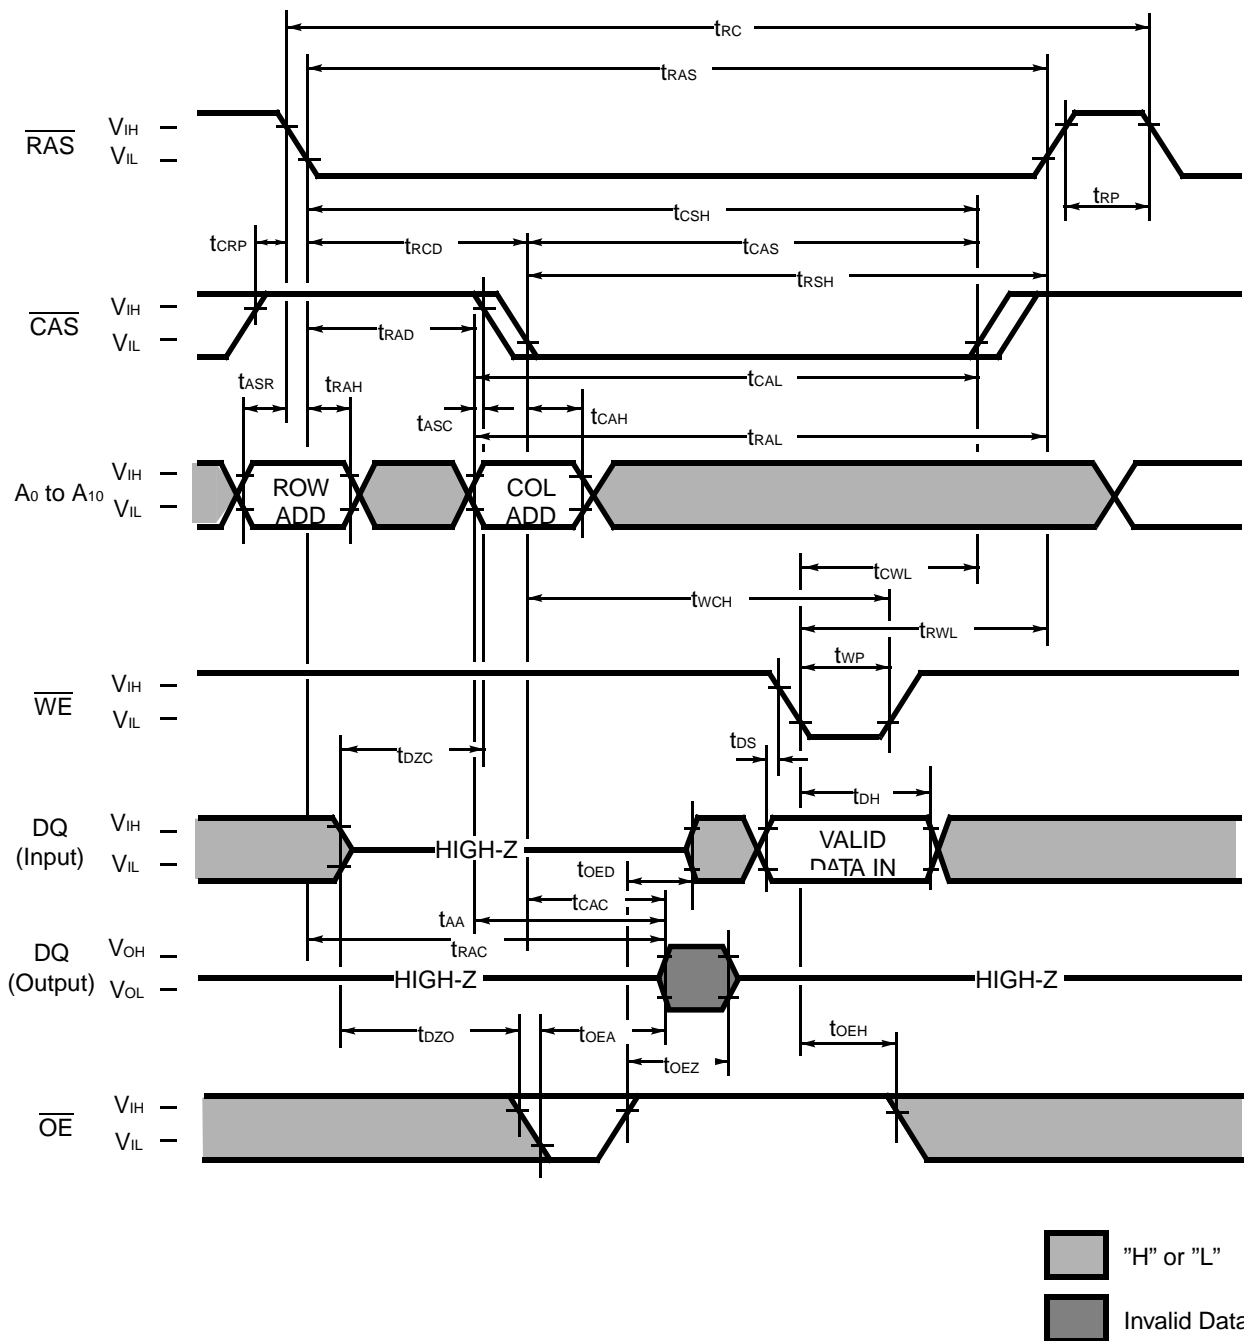 tRC
tRAS
RAS VIH
VIL
tCSH
tRP
tCRP tRCD tCAS
tRSH
CAS VIH
VIL
tRAD
tASR tRAH tCAL
tASC tCAH
tRAL
A0 to A10 VIH
VIL
ROW ADD
COL ADD
tCWL
tWCH
tRWL
tWP
WE VIH
VIL
tDZC tDS
tDH
DQ (Input) VIH
VIL
HIGH-Z
VALID DATA IN
tOED
tCAC
tAA
tRAC
DQ (Output) VOH
VOL
HIGH-Z HIGH-Z
tDZO tOEA tOEH
tOEZ
OE VIH
VIL
"H" or "L"
Invalid Data